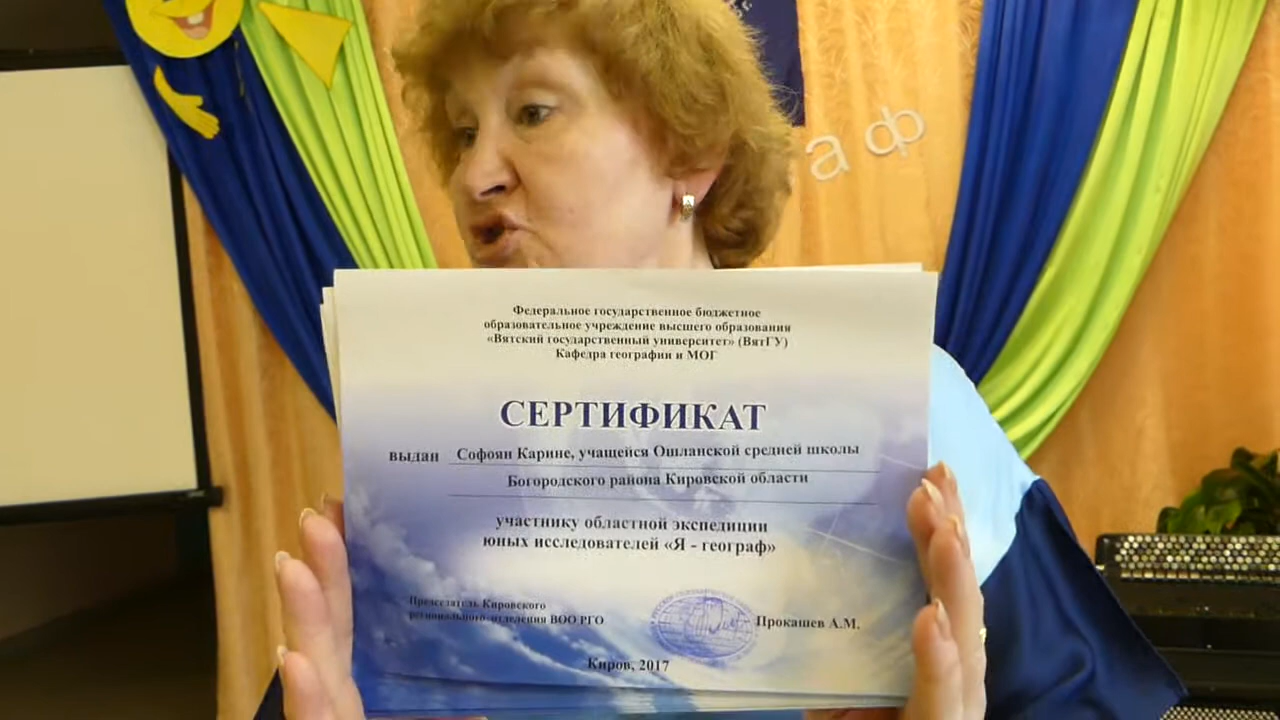 а ф
Федеральное государственное бюджетное
образовательное учреждение высшего образования
«Вятский государственный университет» (ВятГУ)
Кафедра географии и МОГ
СЕРТИФИКАТ
выдан Софоян Карине, учащейся Ошланской средней школы
Богородского района Кировской области
участнику областной экспедиции
юных исследователей «Я - географ»
Председатель Кировского
регионального отделения ВОО РГО
Прокашев А.М.
Киров, 2017